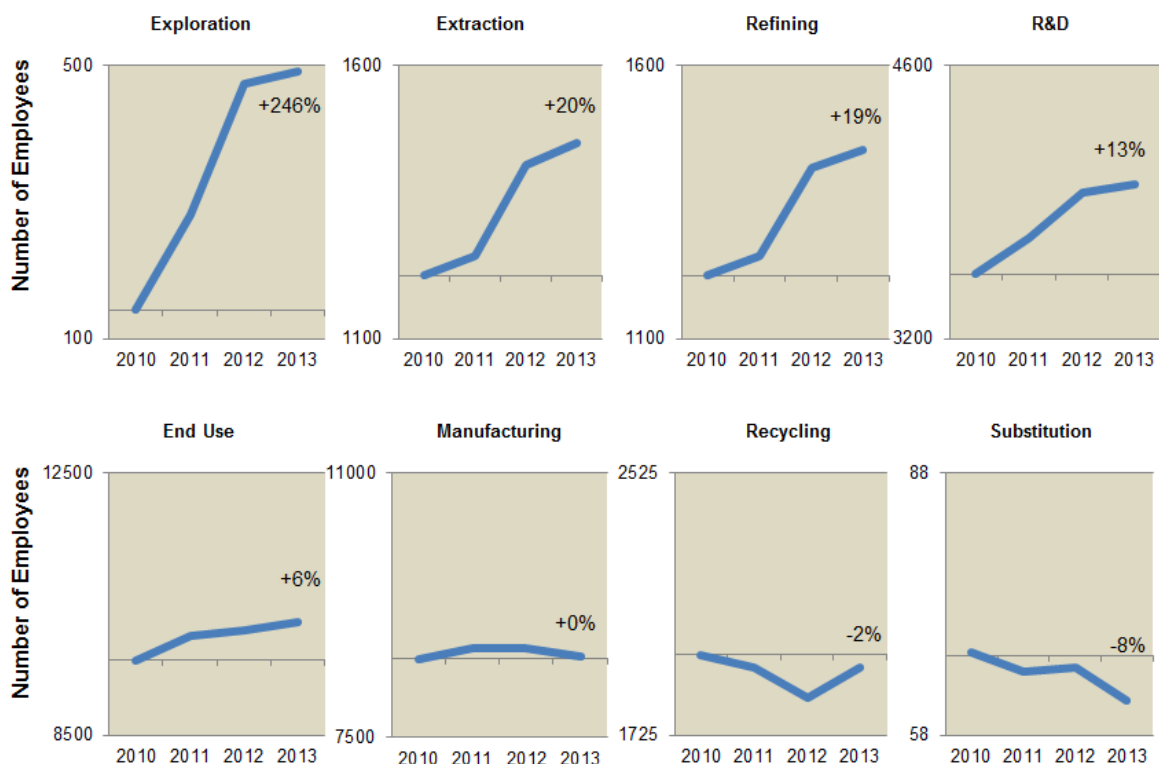 Exploration Extraction Refining R&D
500 1600 1600 4600
+246% +20% +19% +13%
Number of Employees
100 1100 1100 3200
2010 2011 2012 2013 2010 2011 2012 2013 2010 2011 2012 2013 2010 2011 2012 2013
End Use Manufacturing Recycling Substitution
12500 11000 2525 88
+6% +0% -2% -8%
Number of Employees
8500 7500 1725 58
2010 2011 2012 2013 2010 2011 2012 2013 2010 2011 2012 2013 2010 2011 2012 2013